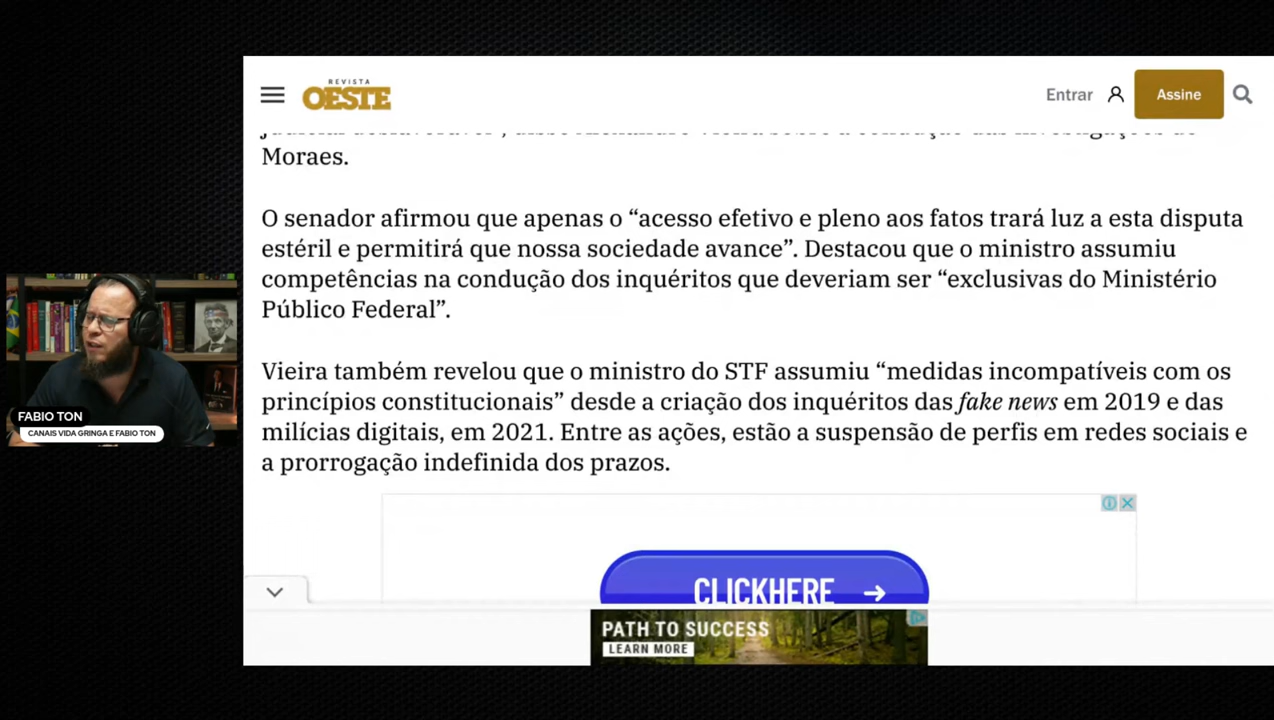 REVISTA
OESTE
Entrar
Assine
Moraes.
O senador afirmou que apenas o “acesso efetivo e pleno aos fatos trará luz a esta disputa
estéril e permitirá que nossa sociedade avance”. Destacou que o ministro assumiu
competências na condução dos inquéritos que deveriam ser “exclusivas do Ministério
Público Federal”.
Vieira também revelou que o ministro do STF assumiu “medidas incompatíveis com os
princípios constitucionais” desde a criação dos inquéritos das fake news em 2019 e das
milícias digitais, em 2021. Entre as ações, estão a suspensão de perfis em redes sociais e
a prorrogação indefinida dos prazos.
FABIO TON
CANAIS VIDA GRINGA E FABIO TON
CLICKHERE →
PATH TO SUCCESS
LEARN MORE